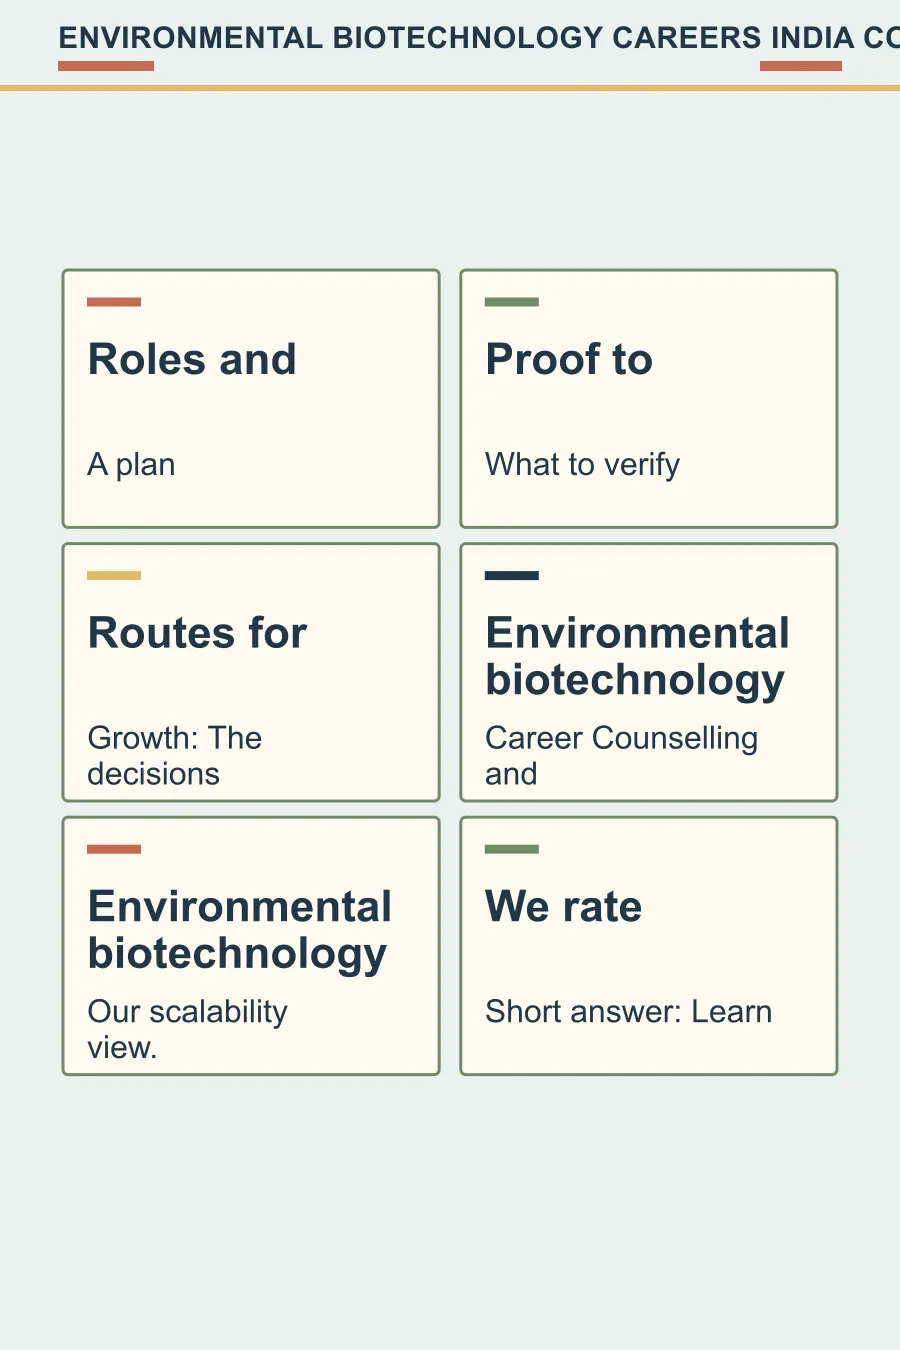 ENVIRONMENTAL BIOTECHNOLOGY CAREERS INDIA CO
Roles and
A plan
Proof to
What to verify
Routes for
Growth: The
decisions
Environmental
biotechnology
Career Counselling
and
Environmental
biotechnology
Our scalability
view.
We rate
Short answer: Learn